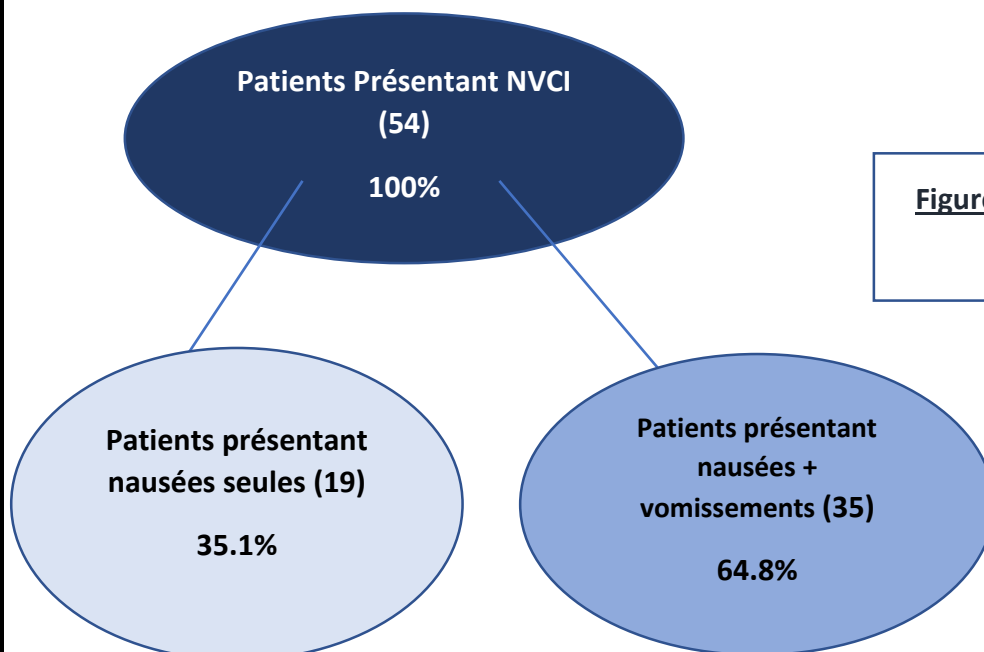 Patients Présentant NVCI
(54)
100%
Figure
Patients présentant
nausées seules (19)
35.1%
Patients présentant
nausées +
vomissements (35)
64.8%